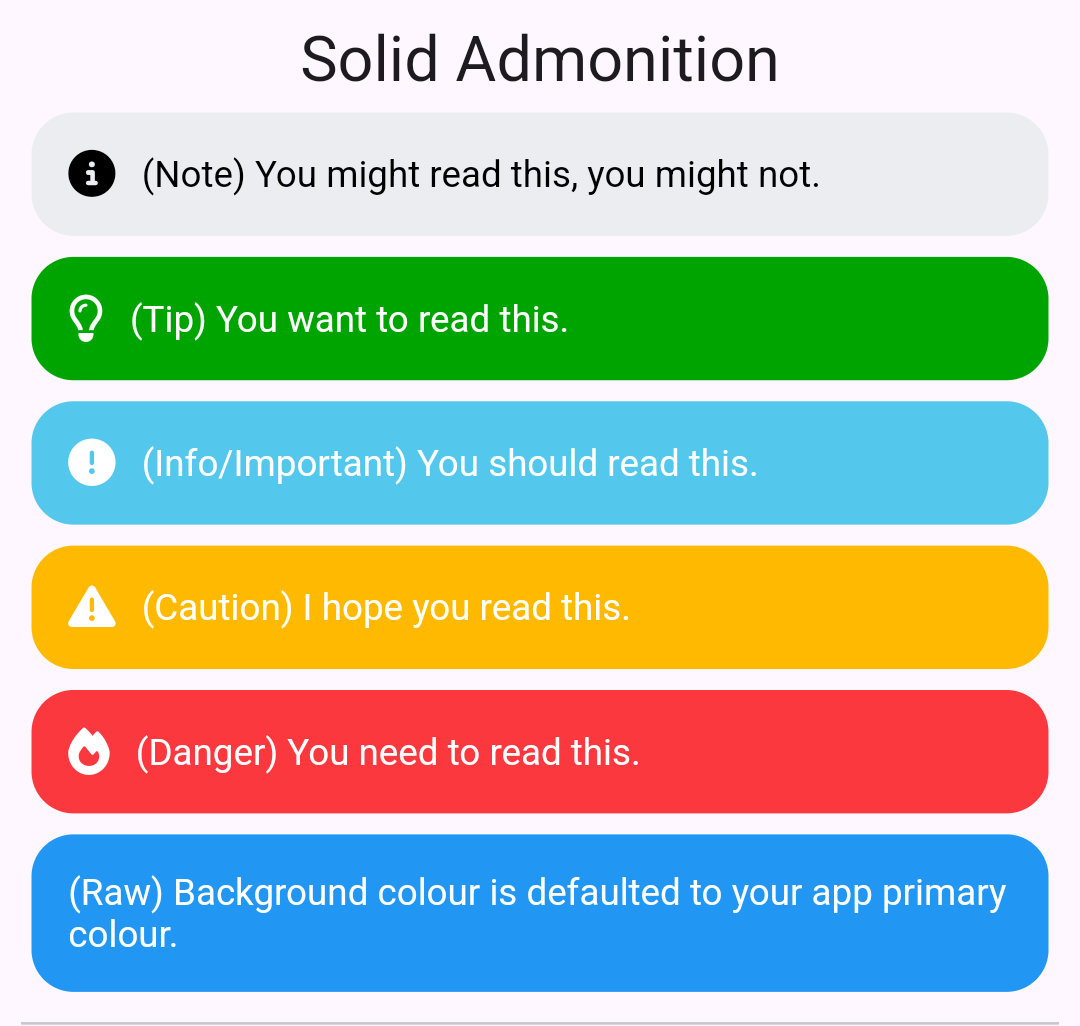 Solid Admonition
(Note) You might read this, you might not.
(Tip) You want to read this.
(Info/Important) You should read this.
(Caution) I hope you read this.
(Danger) You need to read this.
(Raw) Background colour is defaulted to your app primary
colour.